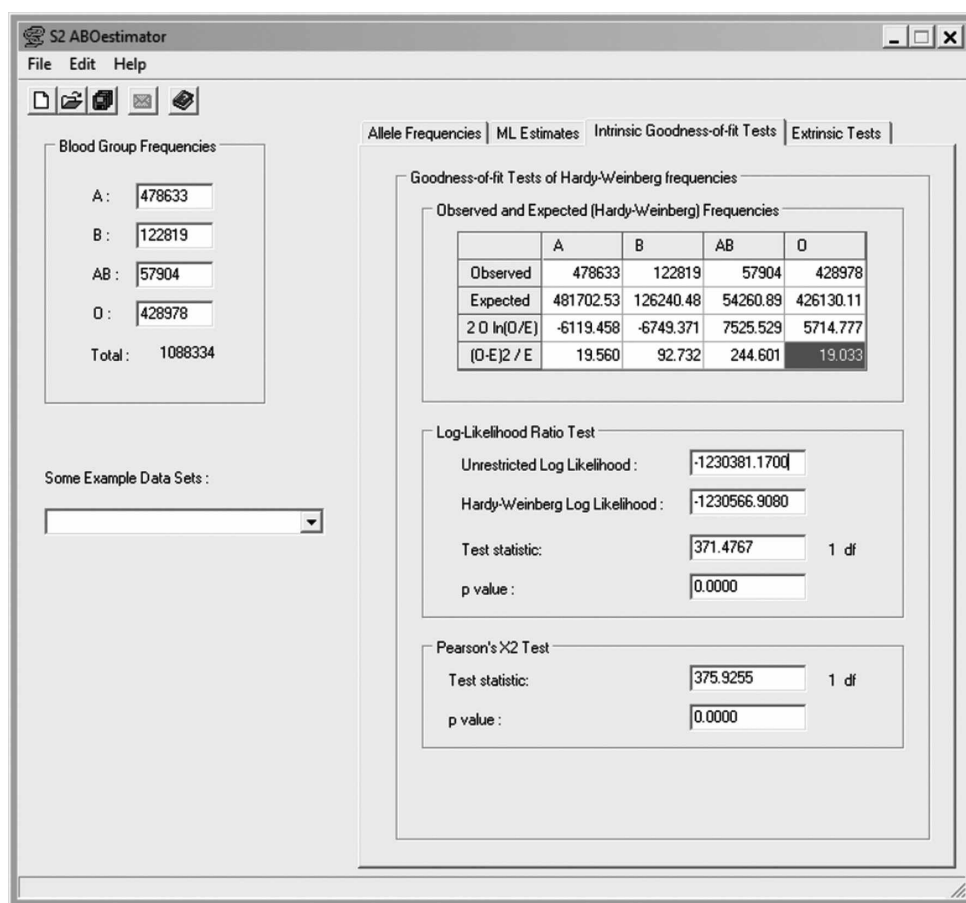 S2 ABOestimator
File Edit Help
Blood Group Frequencies
A : 478633
B : 122819
AB : 57904
O : 428978
Total : 1088334
Some Example Data Sets :
Allele Frequencies ML Estimates Intrinsic Goodness-of-fit Tests Extrinsic Tests
Goodness-of-fit Tests of Hardy-Weinberg frequencies
Observed and Expected (Hardy-Weinberg) Frequencies
A B AB O
Observed 478633 122819 57904 428978
Expected 481702.53 126240.48 54260.89 426130.11
2 O ln(O/E) -6119.458 -6749.371 7525.529 5714.777
(O-E)2 / E 19.560 92.732 244.601 19.033
Log-Likelihood Ratio Test
Unrestricted Log Likelihood : -1230381.1700
Hardy-Weinberg Log Likelihood : -1230566.9080
Test statistic: 371.4767 1 df
p value : 0.0000
Pearson's X2 Test
Test statistic: 375.9255 1 df
p value : 0.0000